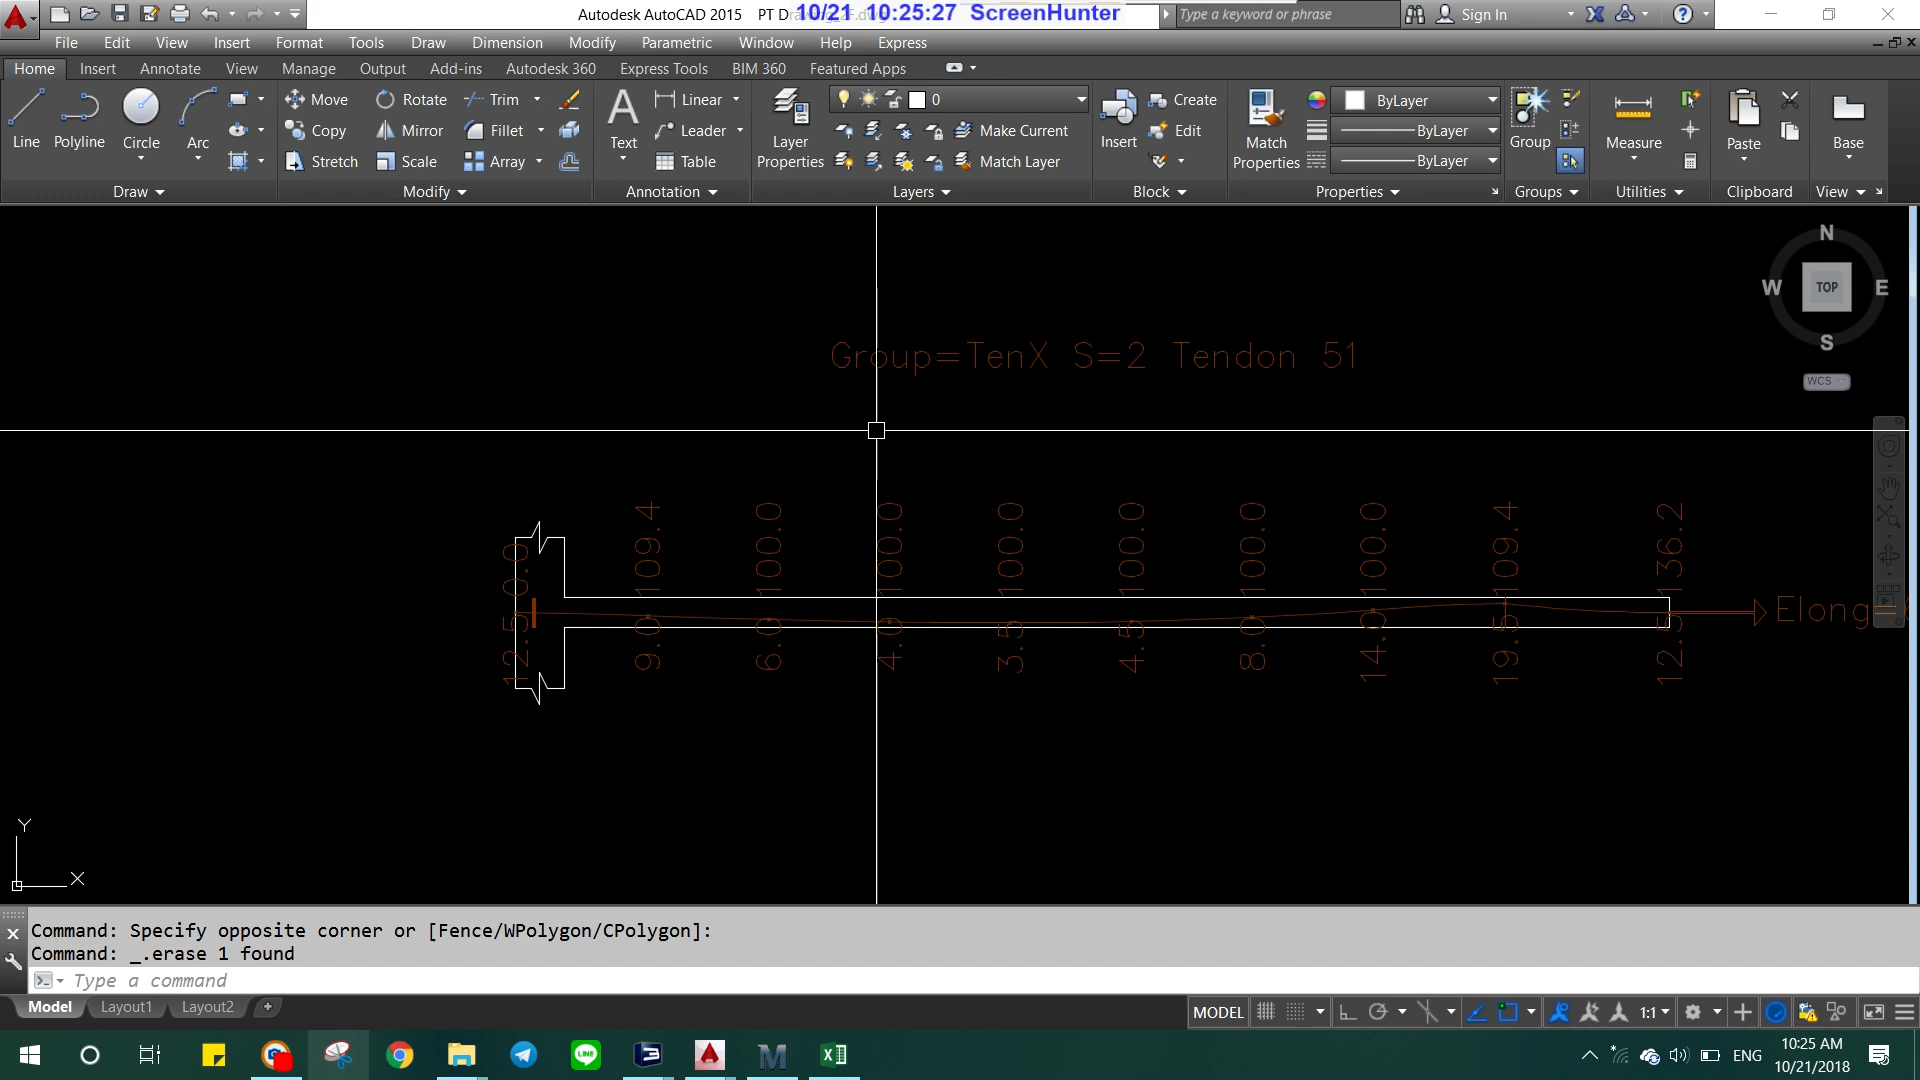 Autodesk AutoCAD 2015 PT D
10/21 10:25:27 ScreenHunter
Type a keyword or phrase
Sign In
File Edit View Insert Format Tools Draw Dimension Modify Parametric Window Help Express
Home Insert Annotate View Manage Output Add-ins Autodesk 360 Express Tools BIM 360 Featured Apps
Line Polyline Circle Arc
Move Rotate Trim
Copy Mirror Fillet
Stretch Scale Array
Text Linear
Leader
Table
Layer Properties
0
Make Current
Match Layer
Insert Create
Edit
Match Properties
ByLayer
ByLayer
ByLayer
Group Measure Paste Base
Draw Modify Annotation Layers Block Properties Groups Utilities Clipboard View
N
W TOP E
S
WCS
Group=TenX S=2 Tendon 51
0.0 109.4 100.0 100.0 100.0 100.0 100.0 100.0 109.4 136.2
12.5 9.0 6.0 4.0 3.5 4.5 8.0 14.0 19.5 12.5
Elong=
Y
X
Command: Specify opposite corner or [Fence/WPolygon/CPolygon]:
Command: _.erase 1 found
Type a command
Model Layout1 Layout2
MODEL 1:1
ENG
10:25 AM
10/21/2018